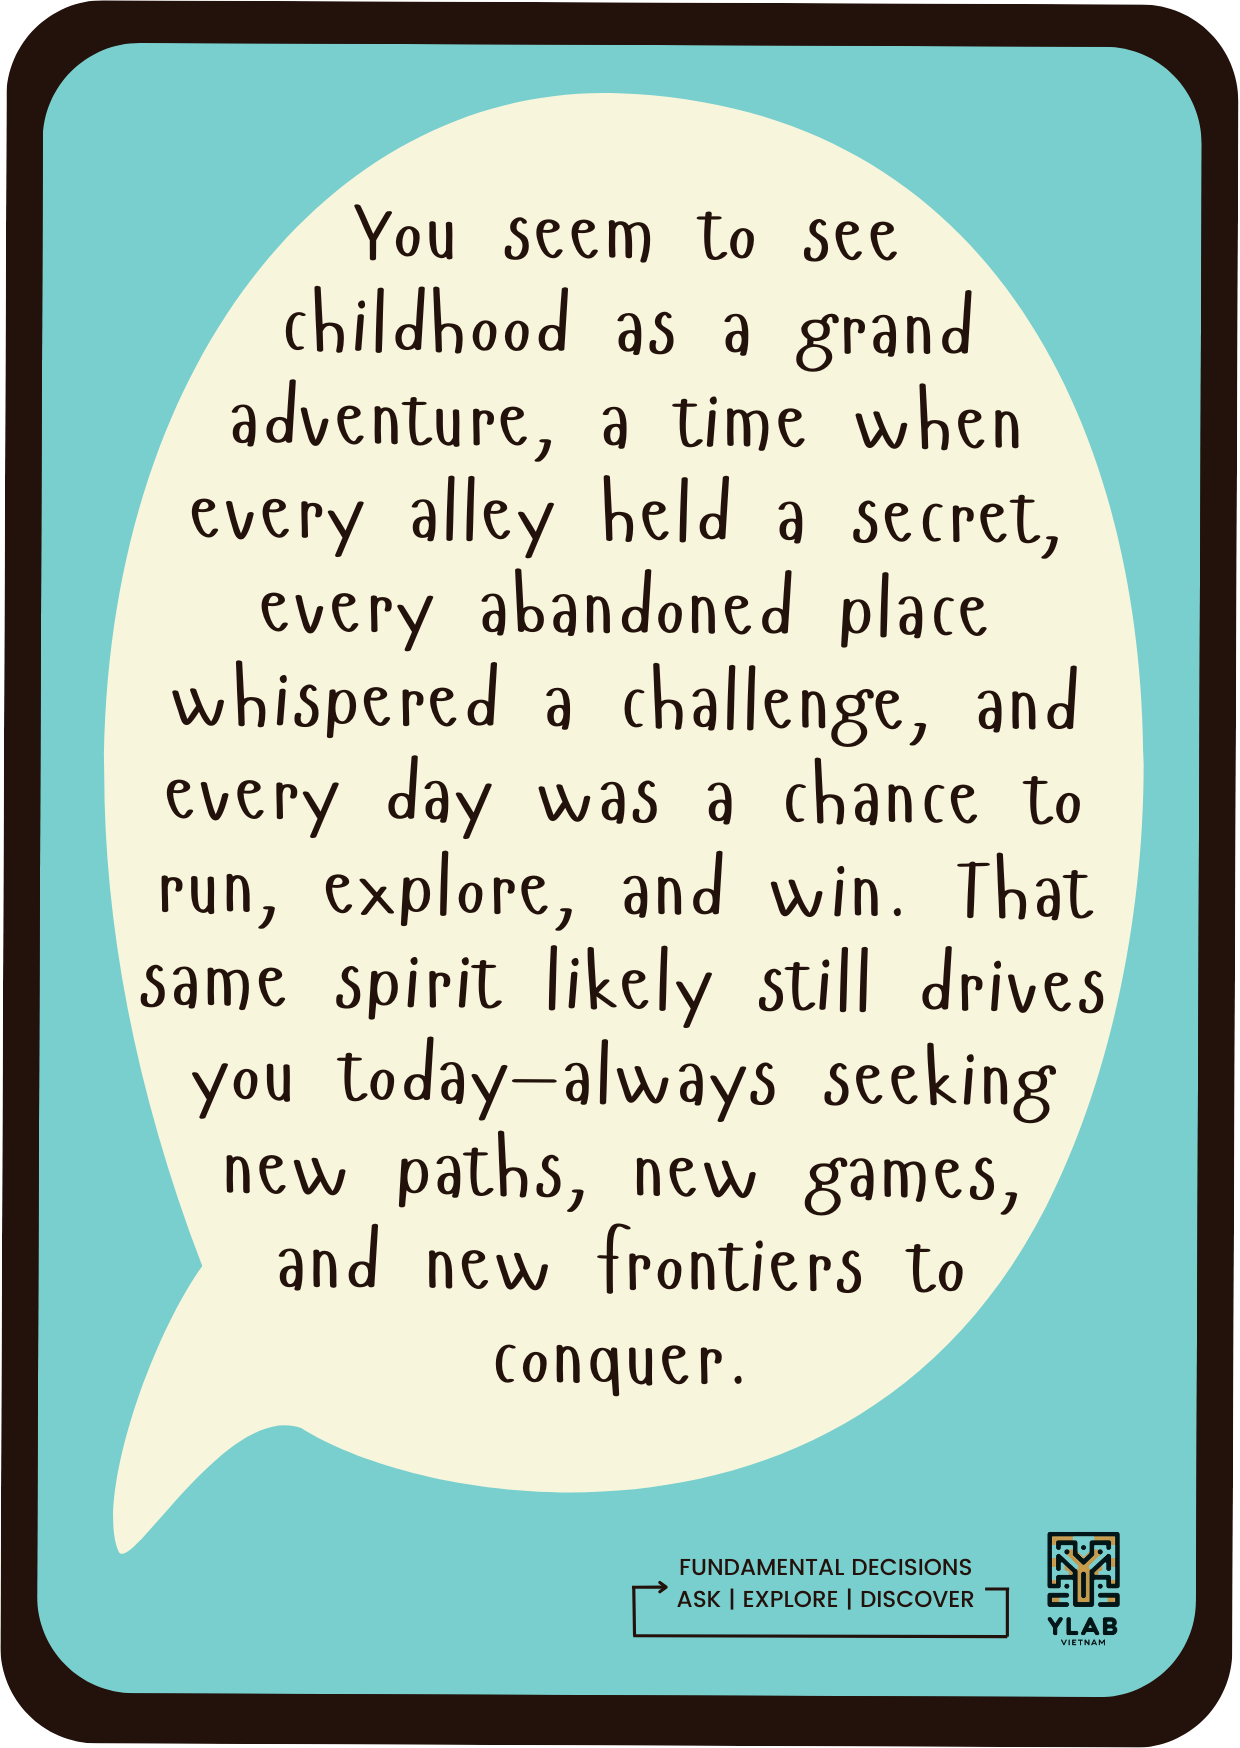 You seem to see
childhood as a grand
adventure, a time when
every alley held a secret,
every abandoned place
whispered a challenge, and
every day was a chance to
run, explore, and win. That
same spirit likely still drives
you today—always seeking
new paths, new games,
and new frontiers to
conquer.
FUNDAMENTAL DECISIONS
ASK | EXPLORE | DISCOVER
YLAB
VIETNAM